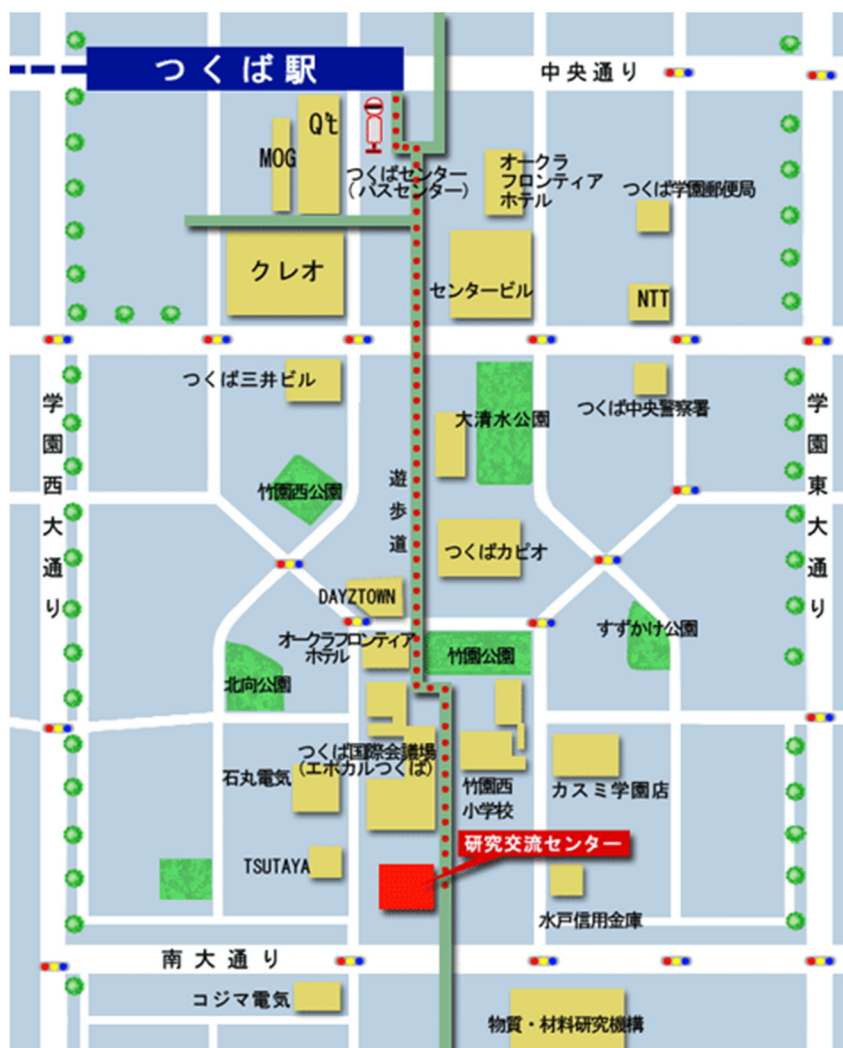 つくば駅
中央通り
Q't
MOG
つくばセンター
(バスセンター)
オークラ
フロンティア
ホテル
つくば学園郵便局
クレオ
センタービル
NTT
つくば三井ビル
大清水公園
つくば中央警察署
学園西大通り
学園東大通り
遊歩道
竹園西公園
つくばカピオ
DAYZTOWN
すずかけ公園
オークラフロンティア
ホテル
竹園公園
北向公園
つくば国際会議場
(エポカルつくば)
石丸電気
竹園西
小学校
カスミ学園店
研究交流センター
TSUTAYA
水戸信用金庫
南大通り
コジマ電気
物質・材料研究機構